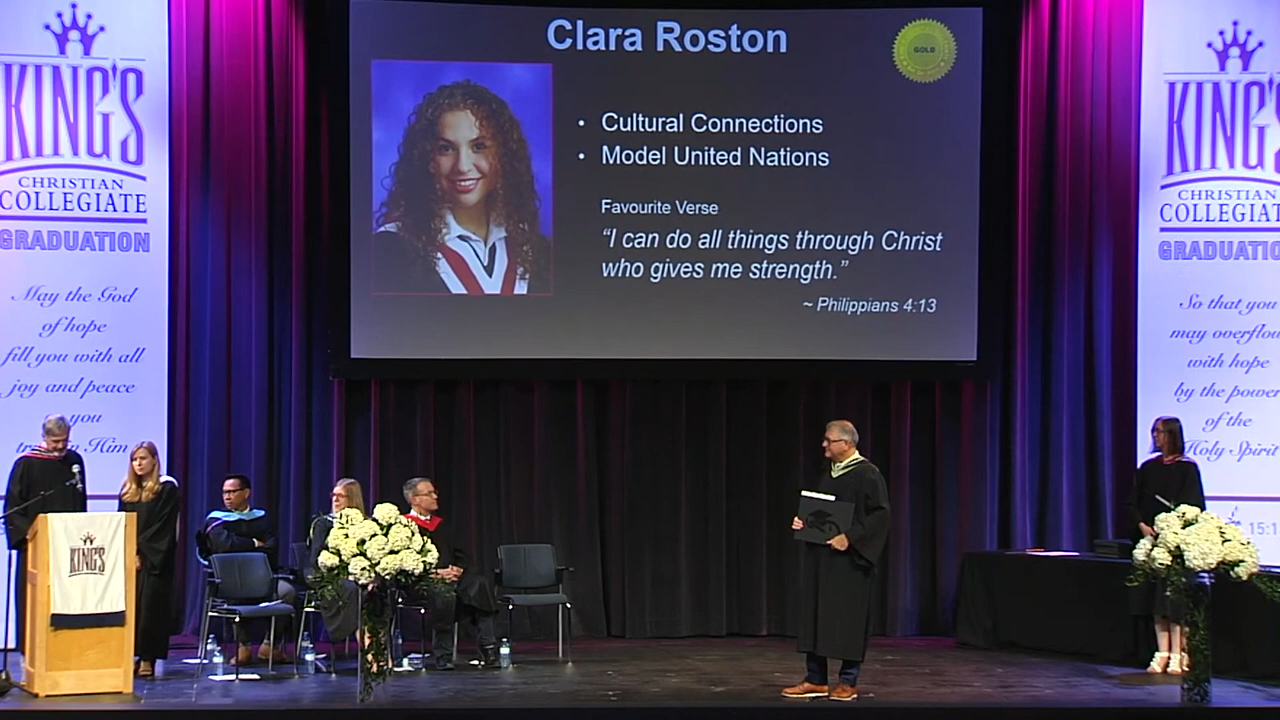 Clara Roston
GOLD
• Cultural Connections
• Model United Nations
Favourite Verse
“I can do all things through Christ
who gives me strength.”
~ Philippians 4:13
KING'S
CHRISTIAN
COLLEGIATE
GRADUATION
May the God
of hope
fill you with all
joy and peace
you
Him
KING'S
CHRISTIAN
COLLEGIAT
GRADUATIO
So that you
may overflow
with hope
by the power
of the
Holy Spirit
15:1
KING'S